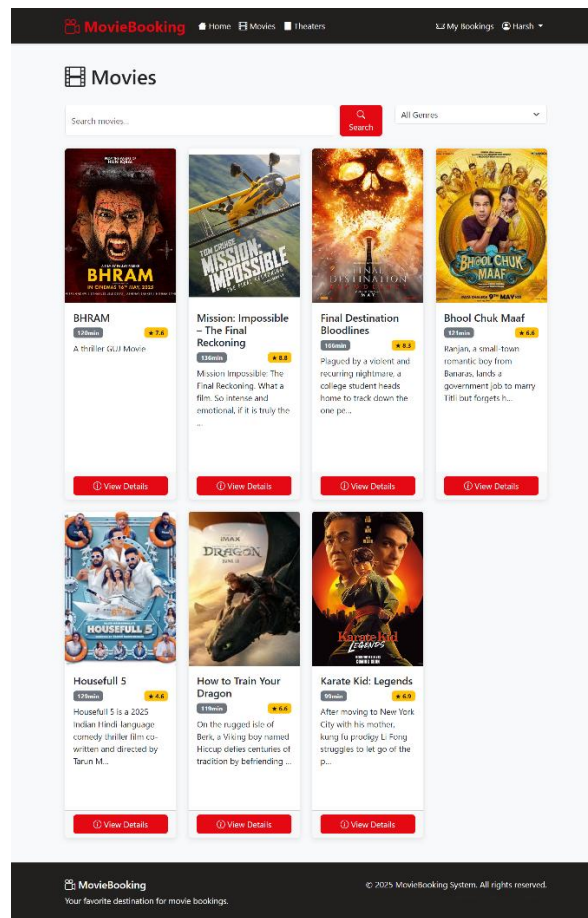 MovieBooking
Home Movies Theaters
My Bookings Harsh
Movies
Search movies...
Search
All Genres
BHRAM
IN CINEMAS 16th MAY, 2025
TOM CRUISE
MISSION:
IMPOSSIBLE
THE FINAL RECKONING
FINAL
DESTINATION
MAY
BHOOL CHUK
MAAF
9TH MAY
BHRAM
120min ★ 7.6
A thriller GUJ Movie
View Details
Mission: Impossible
– The Final
Reckoning
136min ★ 8.8
Mission Impossible: The
Final Reckoning. What a
film. So intense and
emotional, if it is truly the
...
View Details
Final Destination
Bloodlines
166min ★ 8.3
Plagued by a violent and
recurring nightmare, a
college student heads
home to track down the
one pe...
View Details
Bhool Chuk Maaf
121min ★ 6.6
Ranjan, a small-town
romantic boy from
Banaras, lands a
government job to marry
Titli but forgets h...
View Details
HOUSEFULL 5
IMAX
DRAGON
Karate Kid
LEGENDS
COMING SOON
Housefull 5
129min ★ 4.6
Housefull 5 is a 2025
Indian Hindi-language
comedy thriller film co-
written and directed by
Tarun M...
View Details
How to Train Your
Dragon
119min ★ 6.6
On the rugged isle of
Berk, a Viking boy named
Hiccup defies centuries of
tradition by befriending ...
View Details
Karate Kid: Legends
99min ★ 6.9
After moving to New York
City with his mother,
kung fu prodigy Li Fong
struggles to let go of the
p...
View Details
MovieBooking
Your favorite destination for movie bookings.
© 2025 MovieBooking System. All rights reserved.